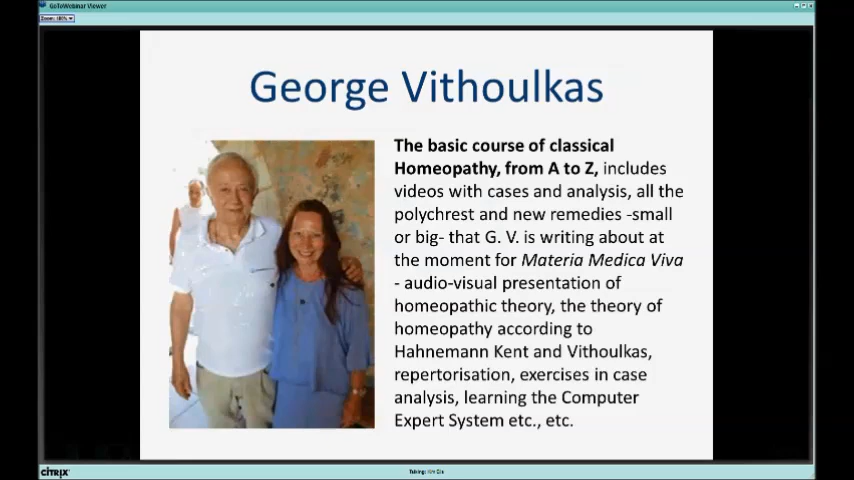 GoToWebinar Viewer
Zoom: 100%
George Vithoulkas
The basic course of classical
Homeopathy, from A to Z, includes
videos with cases and analysis, all the
polychrest and new remedies -small
or big- that G. V. is writing about at
the moment for Materia Medica Viva
- audio-visual presentation of
homeopathic theory, the theory of
homeopathy according to
Hahnemann Kent and Vithoulkas,
repertorisation, exercises in case
analysis, learning the Computer
Expert System etc., etc.
CITRIX
Talking: